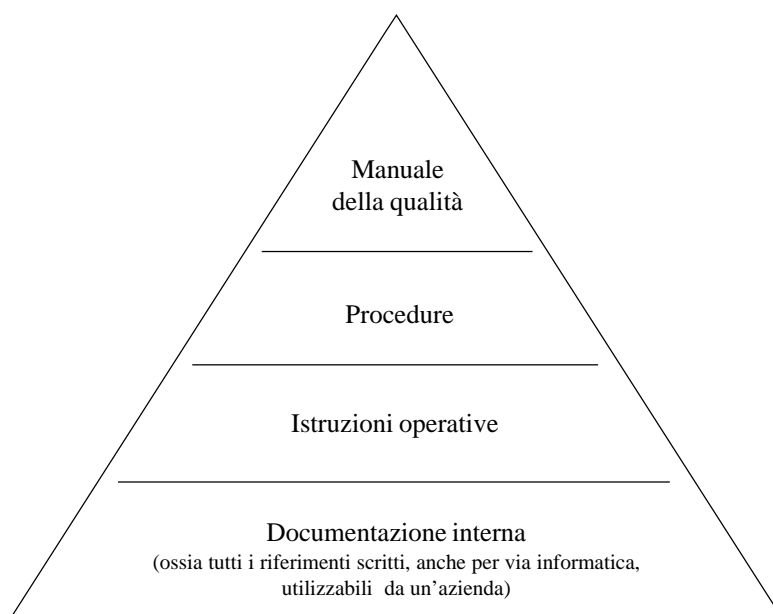 Manuale
della qualità
Procedure
Istruzioni operative
Documentazione interna
(ossia tutti i riferimenti scritti, anche per via informatica,
utilizzabili da un'azienda)